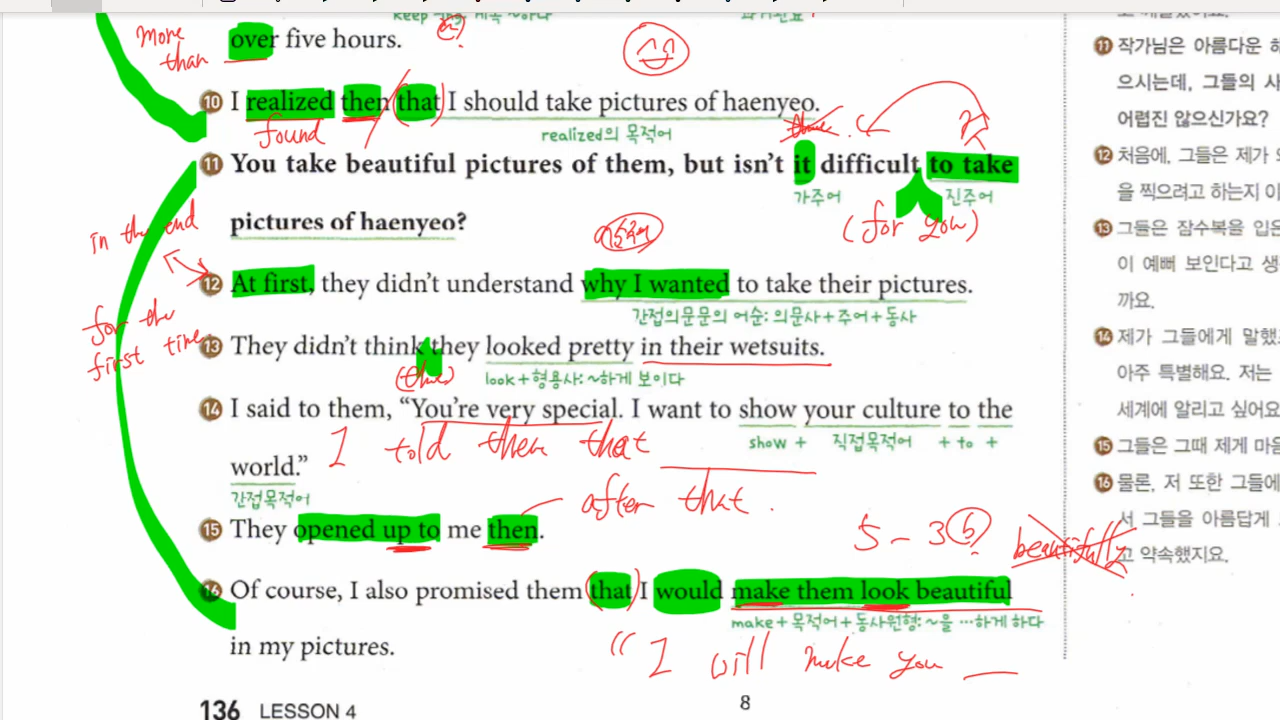 More than
over five hours.
⑩ I realized then that I should take pictures of haenyeo.
found
realized의 목적어
⑪ You take beautiful pictures of them, but isn't it difficult to take
가주어
진주어
pictures of haenyeo?
(for you)
in the end
⑫ At first, they didn't understand why I wanted to take their pictures.
간접의문문의 어순: 의문사+주어+동사
for the first time
⑬ They didn't think they looked pretty in their wetsuits.
look+형용사: ~하게 보이다
⑭ I said to them, “You're very special. I want to show your culture to the
show + 직접목적어 + to +
I told them that
world.”
간접목적어
after that.
⑮ They opened up to me then.
5 - 3
beautifully
⑯ Of course, I also promised them that I would make them look beautiful
make+목적어+동사원형: ~을 …하게 하다
in my pictures.
“I will make you
136 LESSON 4
8
⑪ 작가님은 아름다운 해
으시는데, 그들의 사
어렵진 않으신가요?
⑫ 처음에, 그들은 제가 왜
을 찍으려고 하는지 이
⑬ 그들은 잠수복을 입은
이 예뻐 보인다고 생
까요.
⑭ 제가 그들에게 말했
아주 특별해요. 저는
세계에 알리고 싶어요
⑮ 그들은 그때 제게 마음
⑯ 물론, 저 또한 그들에
서 그들을 아름답게
고 약속했지요.